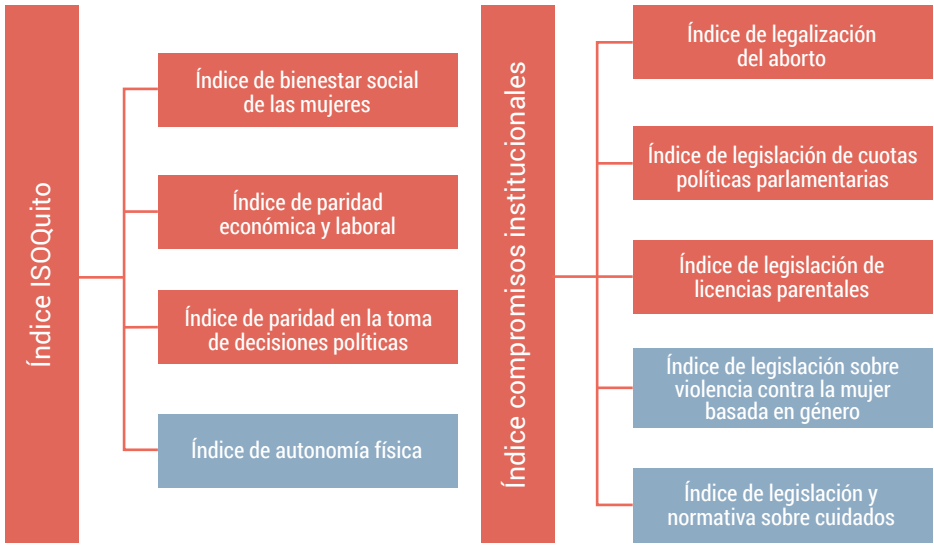 Índice ISOQuito
Índice de bienestar social
de las mujeres
Índice de paridad
económica y laboral
Índice de paridad en la toma
de decisiones políticas
Índice de autonomía física
Índice compromisos institucionales
Índice de legalización
del aborto
Índice de legislación de cuotas
políticas parlamentarias
Índice de legislación de
licencias parentales
Índice de legislación sobre
violencia contra la mujer
basada en género
Índice de legislación y
normativa sobre cuidados